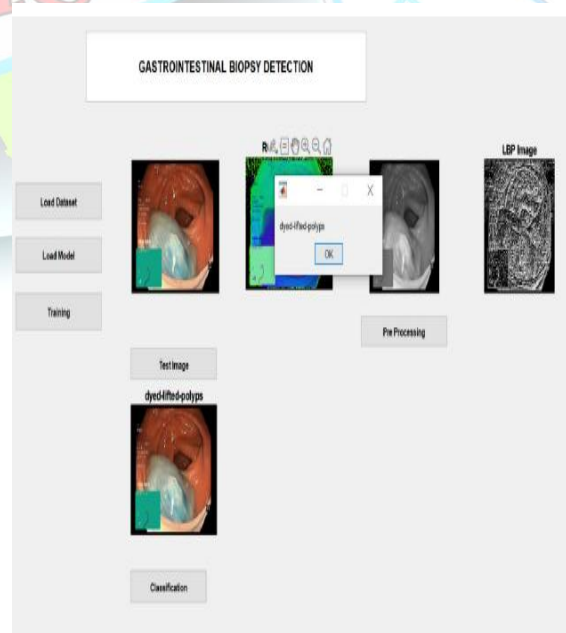 GASTROINTESTINAL BIOPSY DETECTION
LBP Image
Load Dataset
Load Model
Training
dyed-lifted-polyps
OK
Pre Processing
Test Image
dyed-lifted-polyps
Classification